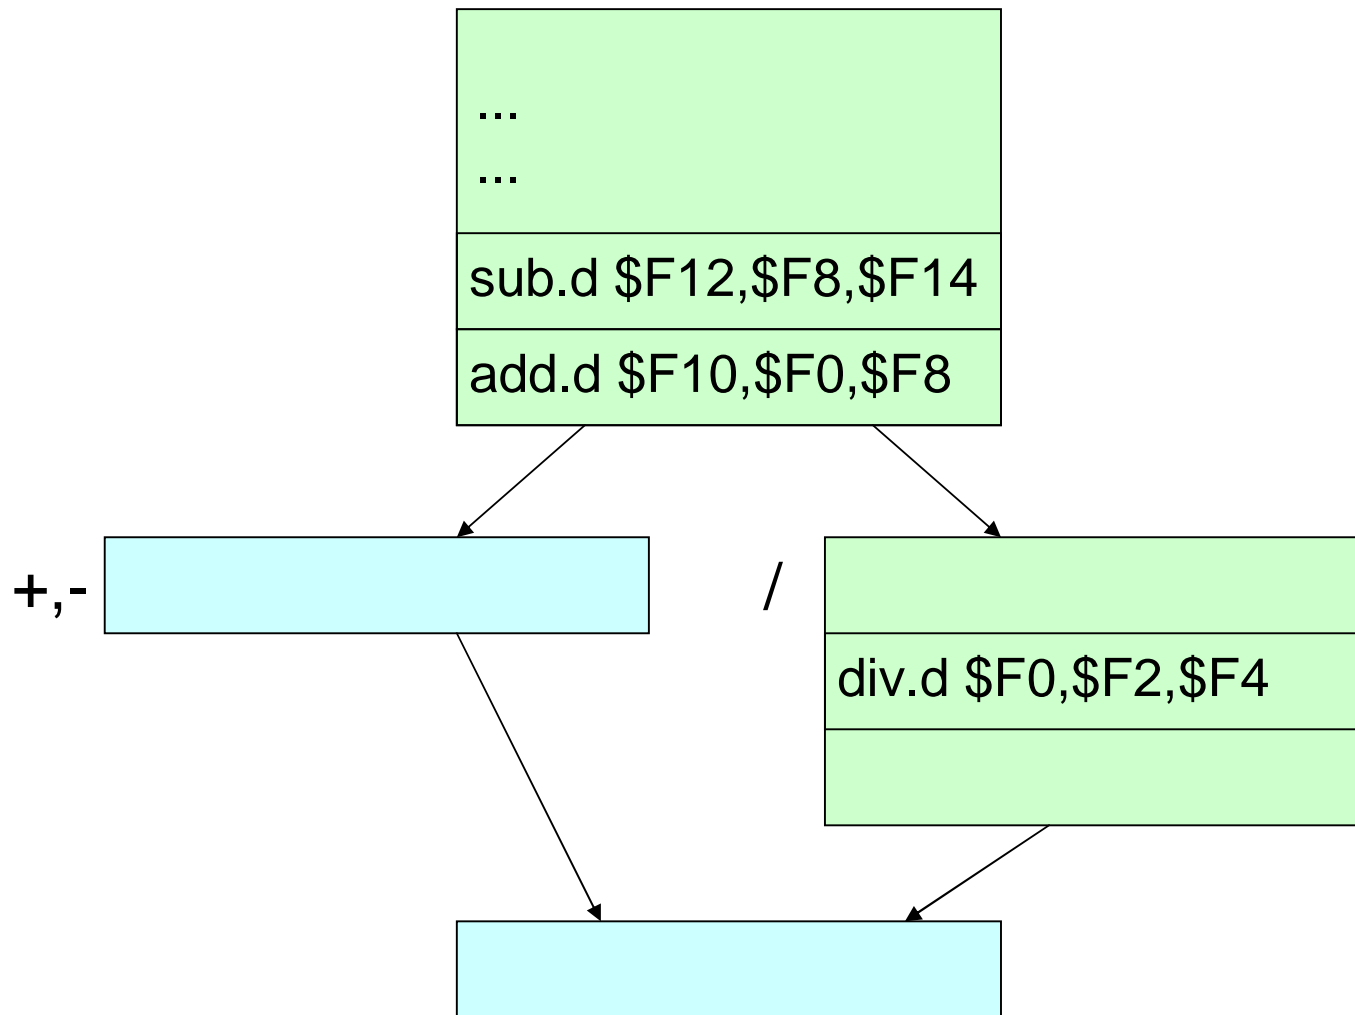 ...
...
sub.d $F12,$F8,$F14
add.d $F10,$F0,$F8
+,-
/
div.d $F0,$F2,$F4